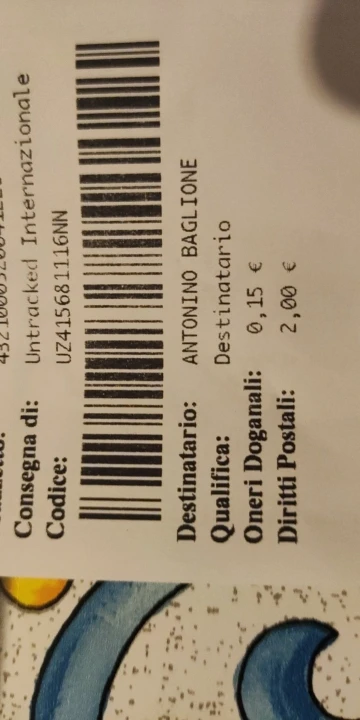 Consegna di: Untracked Internazionale
Codice: UZ415681116NN
Destinatario: ANTONINO BAGLIONE
Qualifica: Destinatario
Oneri Doganali: 0,15 €
Diritti Postali: 2,00 €